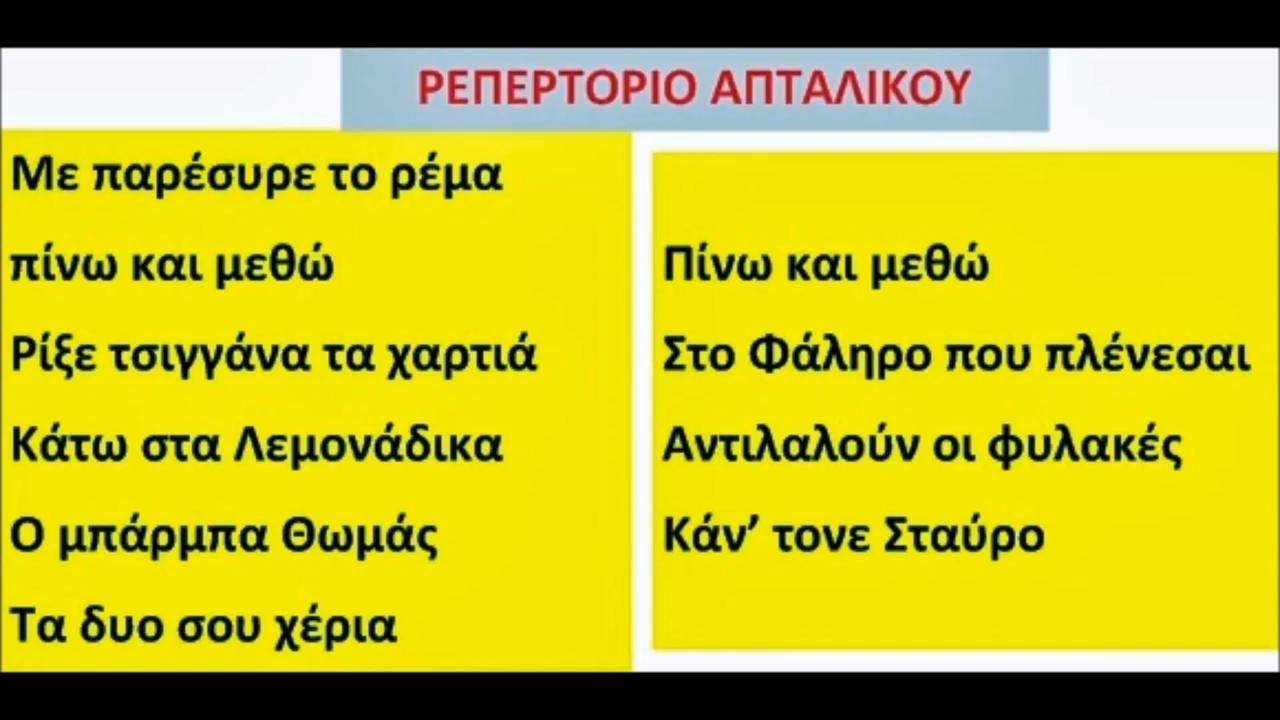 ΡΕΠΕΡΤΟΡΙΟ ΑΠΤΑΛΙΚΟΥ
Με παρέσυρε το ρέμα
πίνω και μεθώ
Ρίξε τσιγγάνα τα χαρτιά
Κάτω στα Λεμονάδικα
Ο μπάρμπα Θωμάς
Τα δυο σου χέρια
Πίνω και μεθώ
Στο Φάληρο που πλένεσαι
Αντιλαλούν οι φυλακές
Κάν’ τονε Σταύρο